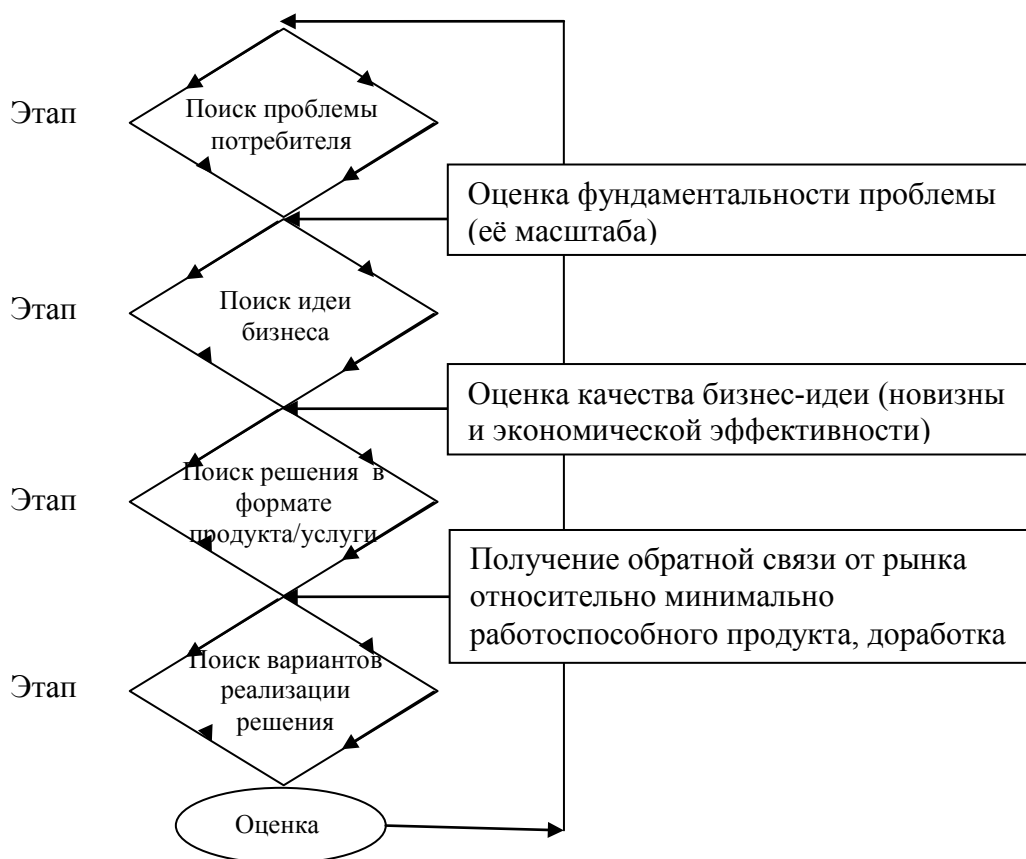 Этап
Поиск проблемы
потребителя
Оценка фундаментальности проблемы
(её масштаба)
Этап
Поиск идеи
бизнеса
Оценка качества бизнес-идеи (новизны
и экономической эффективности)
Этап
Поиск решения в
формате
продукта/услуги
Получение обратной связи от рынка
относительно минимально
работоспособного продукта, доработка
Этап
Поиск вариантов
реализации
решения
Оценка